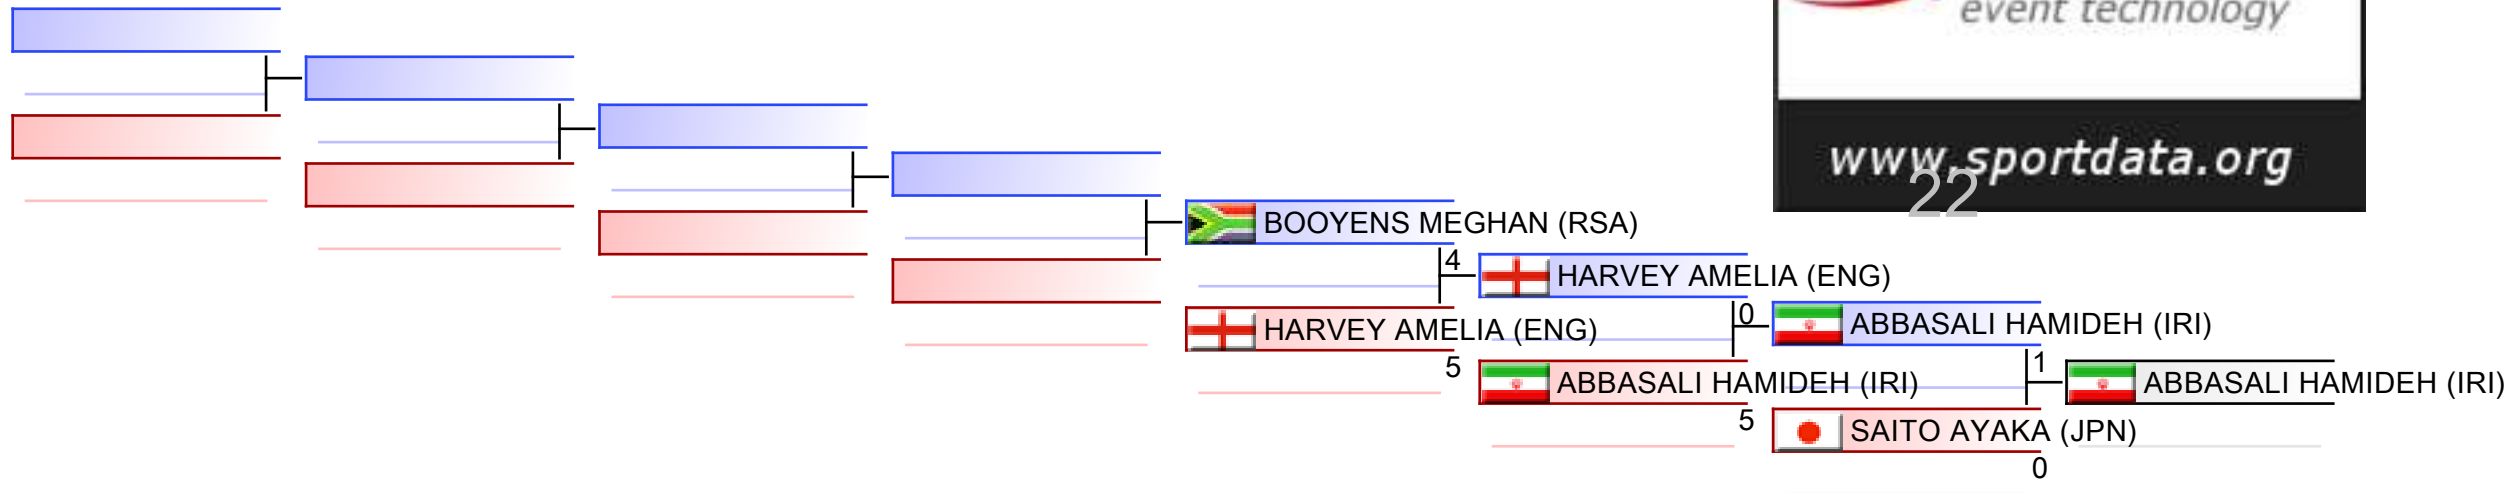 event technology
www.sportdata.org
22
BOOYENS MEGHAN (RSA)
4
HARVEY AMELIA (ENG)
0
ABBASALI HAMIDEH (IRI)
HARVEY AMELIA (ENG)
5
1
ABBASALI HAMIDEH (IRI)
ABBASALI HAMIDEH (IRI)
5
SAITO AYAKA (JPN)
0